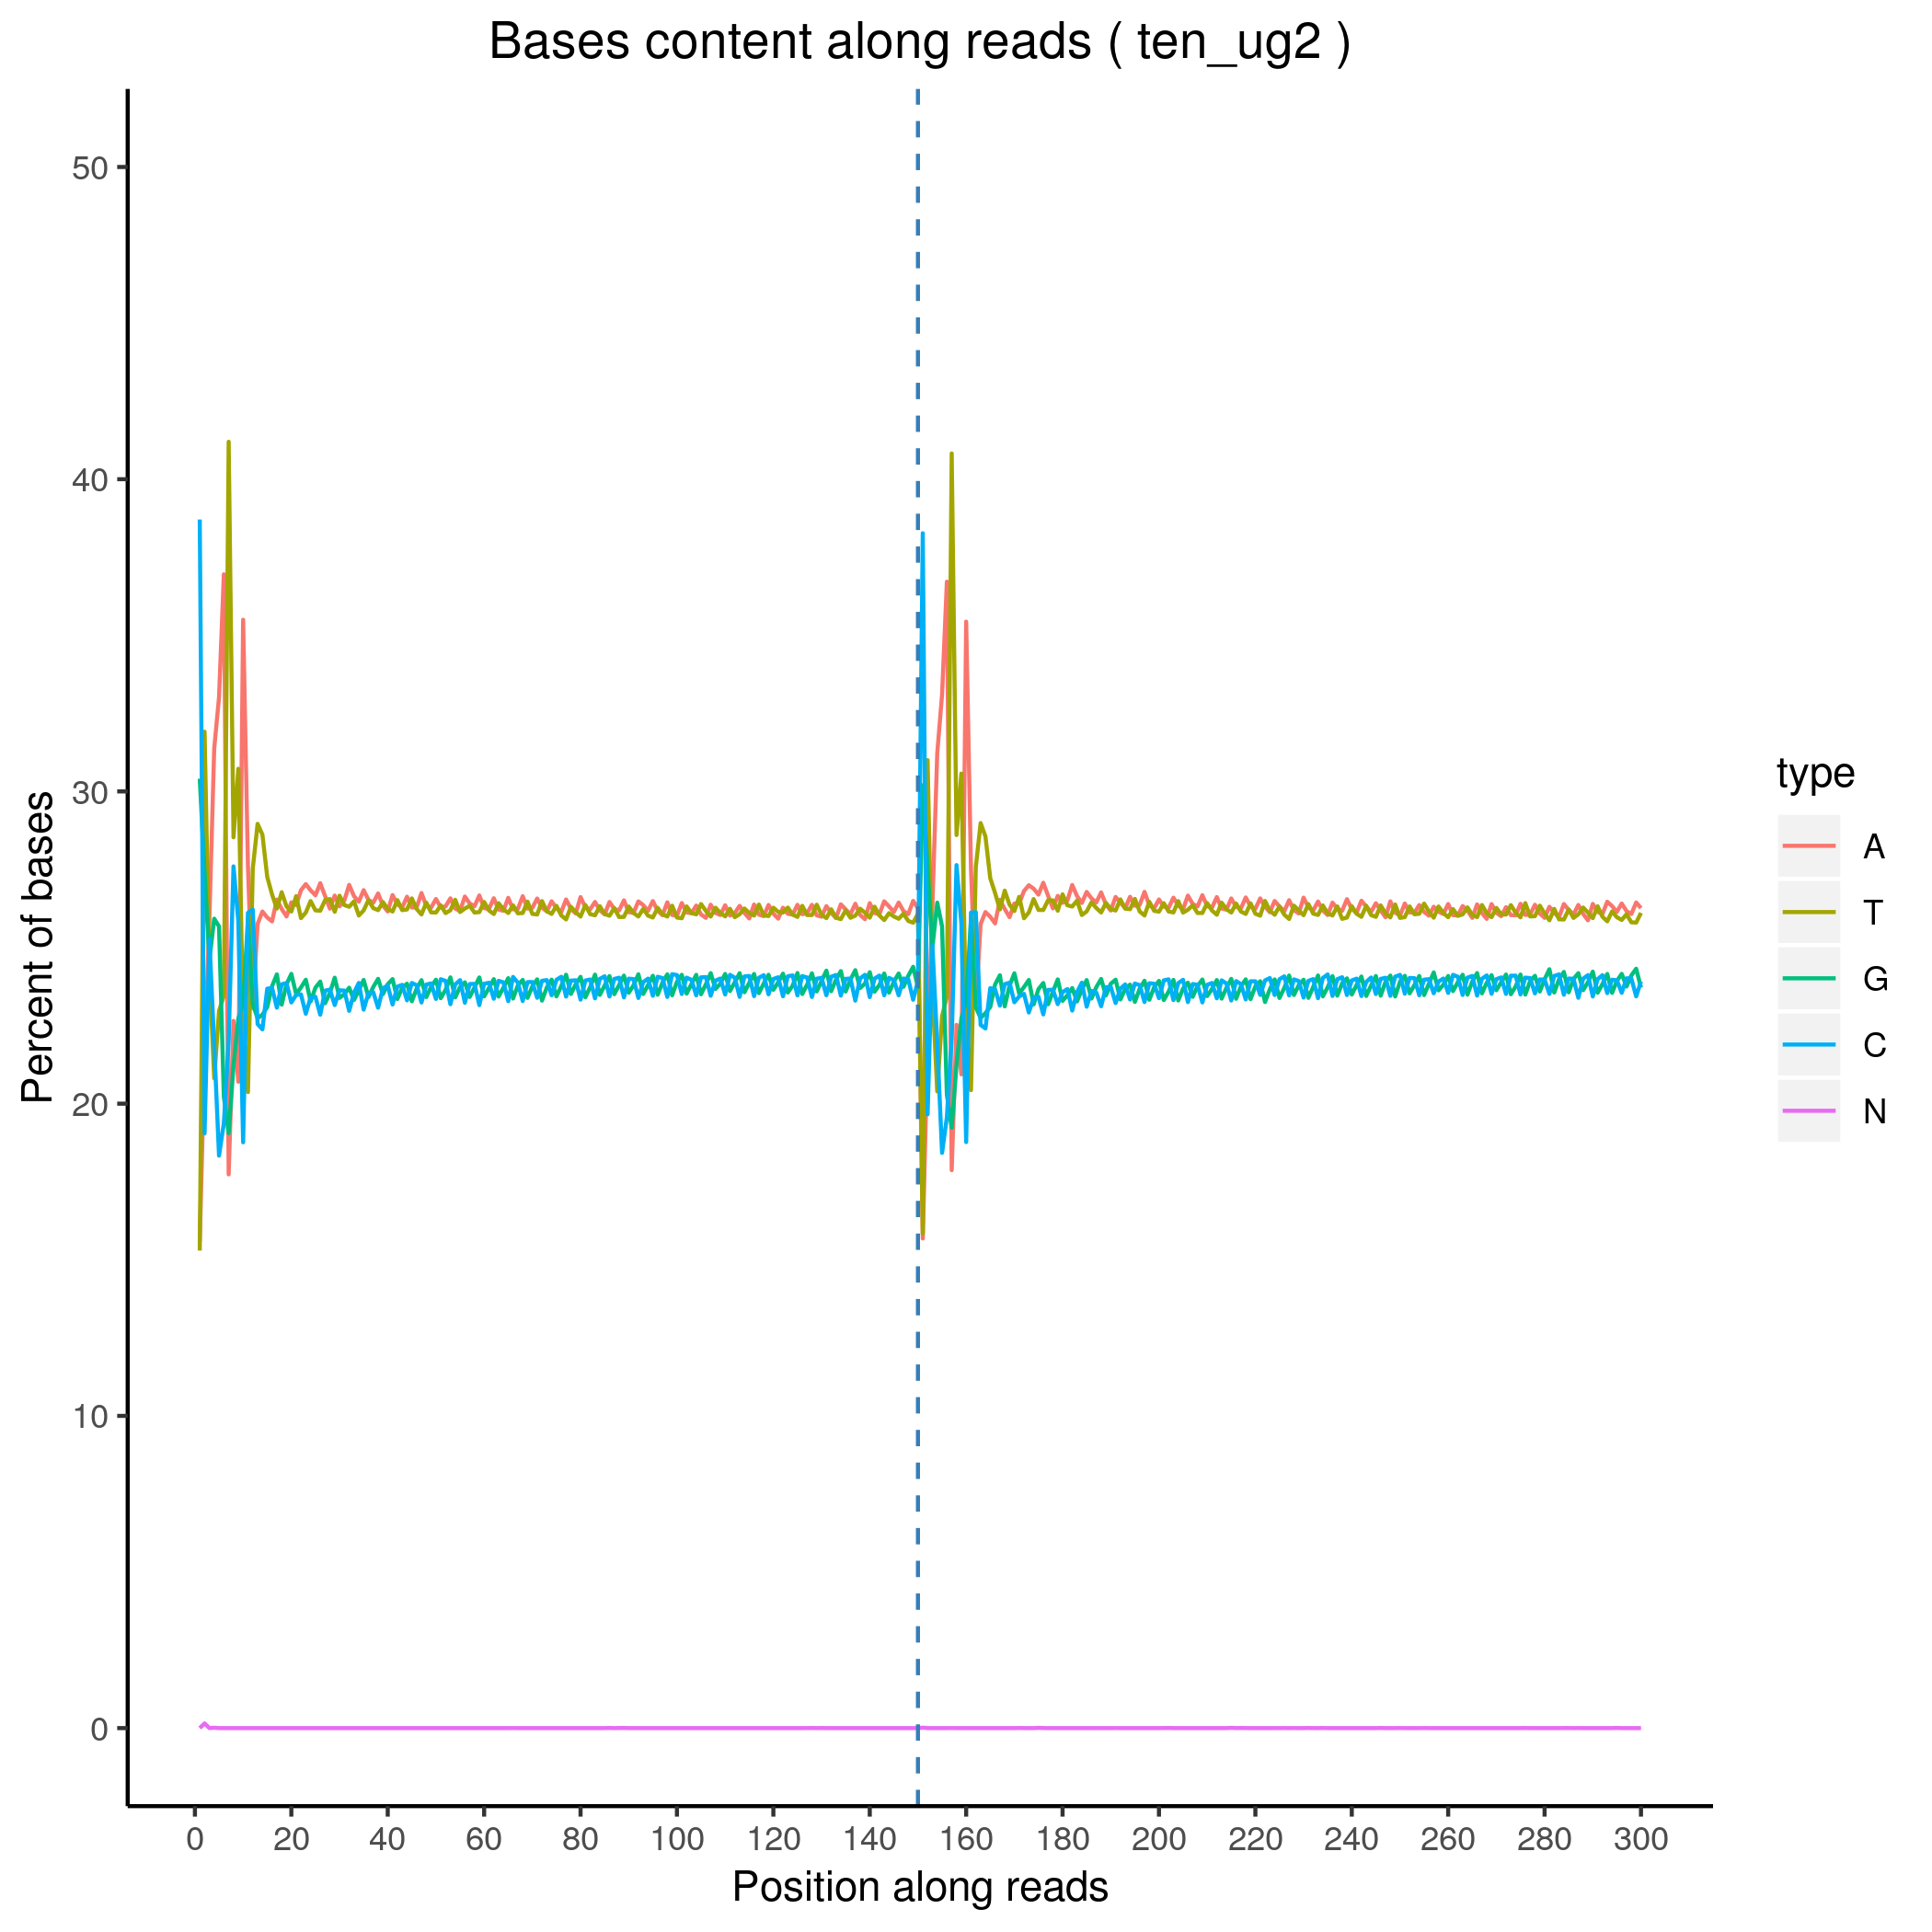 Bases content along reads ( ten_ug2 )
Percent of bases
50
40
30
20
10
0
0 20 40 60 80 100 120 140 160 180 200 220 240 260 280 300
Position along reads
type
A
T
G
C
N